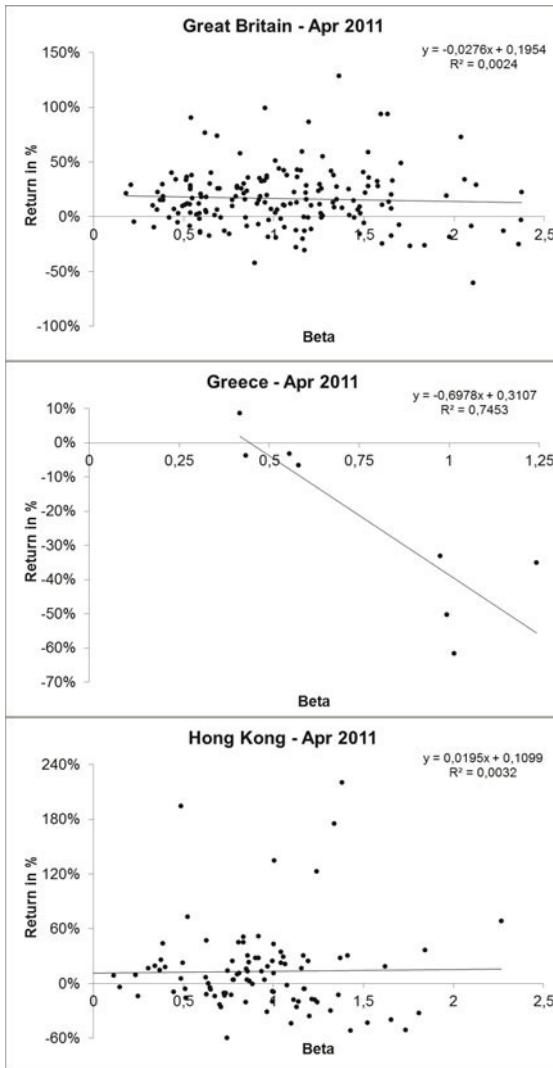 Great Britain - Apr 2011
y = -0,0276x + 0,1954
R² = 0,0024
150%
100%
50%
0%
-50%
-100%
0
0,5
1
1,5
2
2,5
Return in %
Beta
Greece - Apr 2011
y = -0,6978x + 0,3107
R² = 0,7453
10%
0%
-10%
-20%
-30%
-40%
-50%
-60%
-70%
0
0,25
0,5
0,75
1
1,25
Return in %
Beta
Hong Kong - Apr 2011
y = 0,0195x + 0,1099
R² = 0,0032
240%
180%
120%
60%
0%
-60%
0
0,5
1
1,5
2
2,5
Return in %
Beta